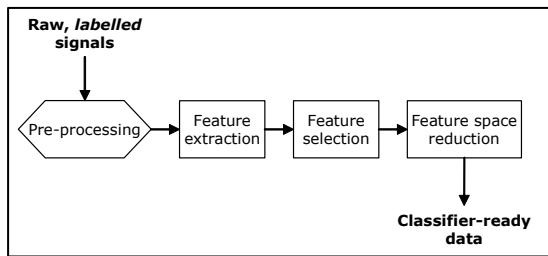 Raw, labelled
signals
Pre-processing
Feature
extraction
Feature
selection
Feature space
reduction
Classifier-ready
data